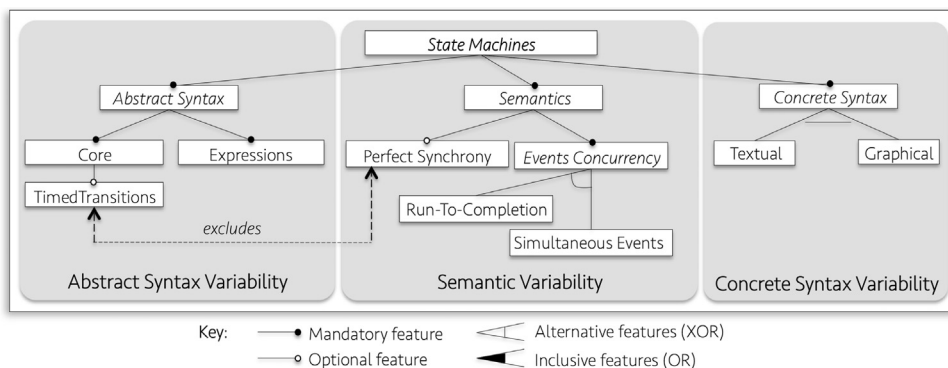 State Machines
Abstract Syntax
Semantics
Concrete Syntax
Core
Expressions
Perfect Synchrony
Events Concurrency
Textual
Graphical
TimedTransitions
Run-To-Completion
excludes
Simultaneous Events
Abstract Syntax Variability
Semantic Variability
Concrete Syntax Variability
Key:
Mandatory feature
Alternative features (XOR)
Optional feature
Inclusive features (OR)